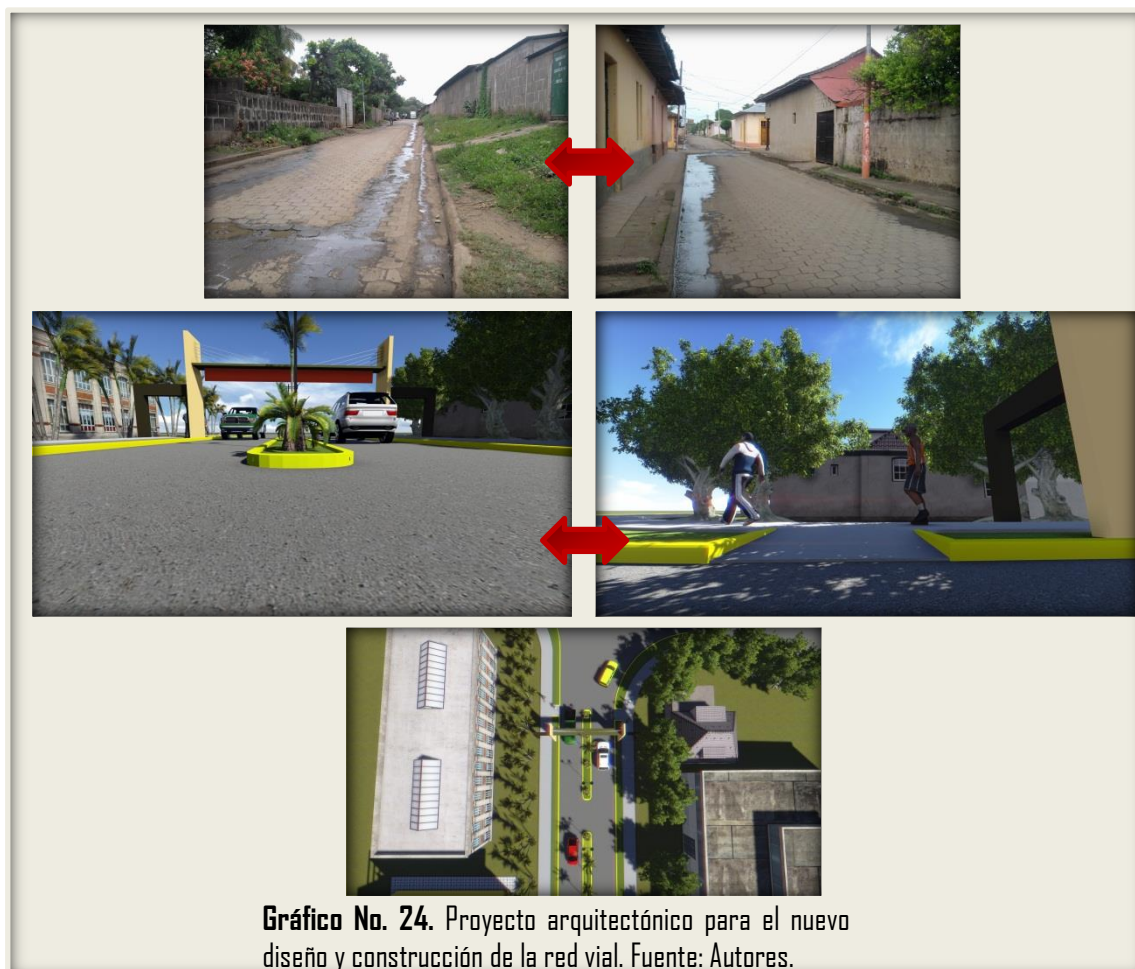 Gráfico No. 24. Proyecto arquitectónico para el nuevo
diseño y construcción de la red vial. Fuente: Autores.